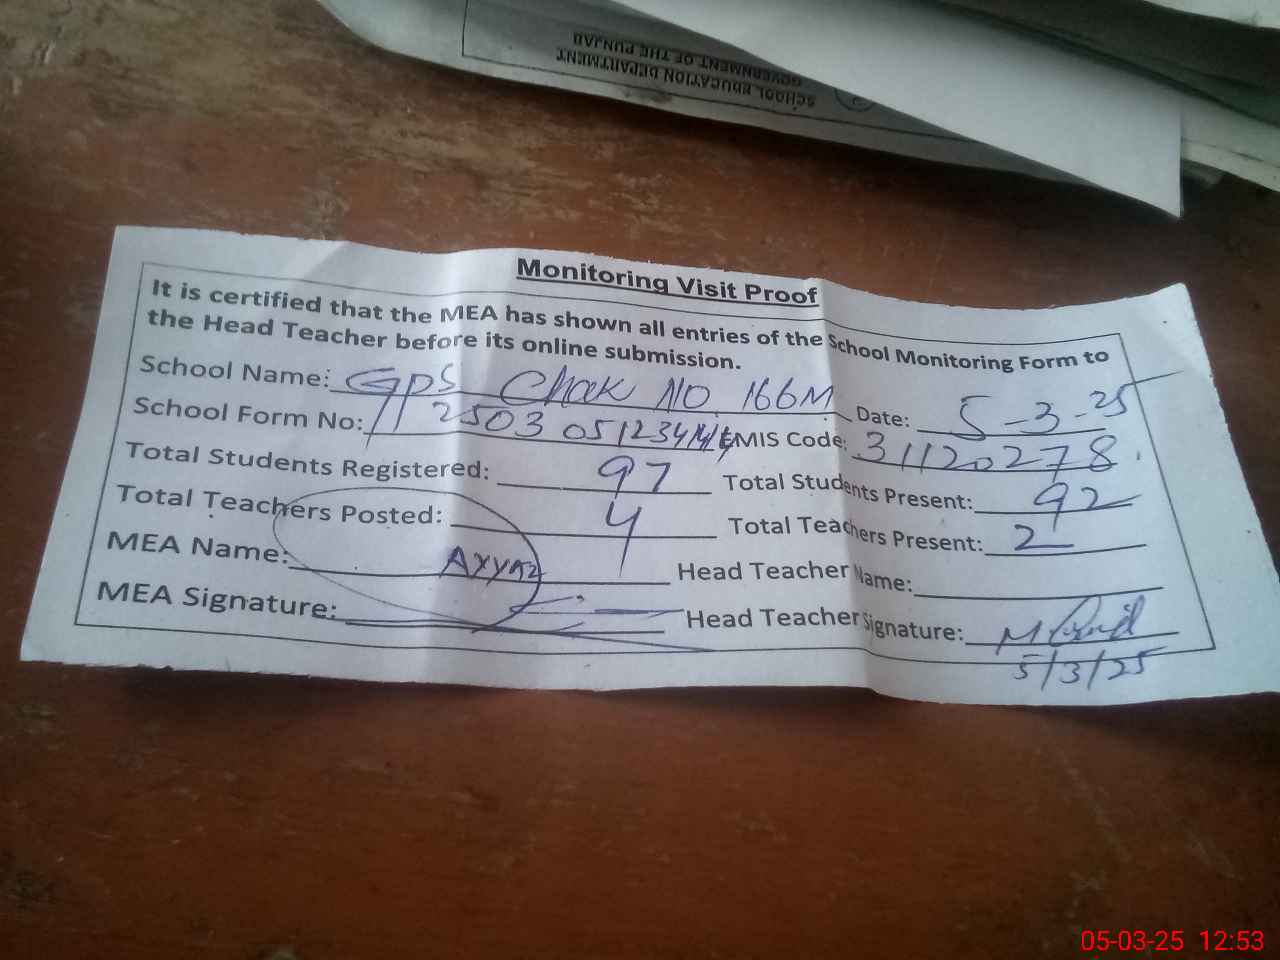 SCHOOL EDUCATION DEPARTMENT
GOVERNMENT OF THE PUNJAB
Monitoring Visit Proof
It is certified that the MEA has shown all entries of the School Monitoring Form to
the Head Teacher before its online submission.
School Name: GPS Chak NO. 166M Date: 5-3-25
School Form No: EMIS Code: 31120278
Total Students Registered: 97 Total Students Present: 92
Total Teachers Posted: 4 Total Teachers Present: 2
MEA Name: AYYAZ Head Teacher Name:
MEA Signature: Head Teacher Signature:
5/3/25
05-03-25 12:53